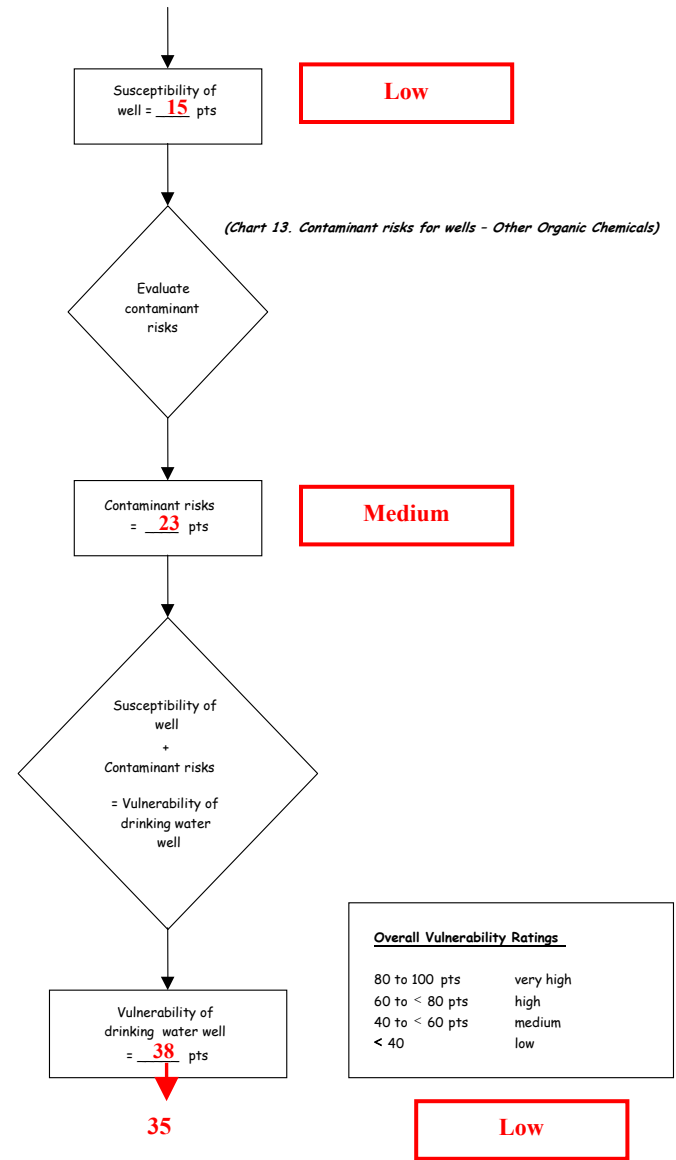 Susceptibility of
well = 15 pts
Low
(Chart 13. Contaminant risks for wells – Other Organic Chemicals)
Evaluate
contaminant
risks
Contaminant risks
= 23 pts
Medium
Susceptibility of
well
+
Contaminant risks
= Vulnerability of
drinking water
well
Vulnerability of
drinking water well
= 38 pts
35
Overall Vulnerability Ratings
80 to 100 pts very high
60 to < 80 pts high
40 to < 60 pts medium
< 40 low
Low